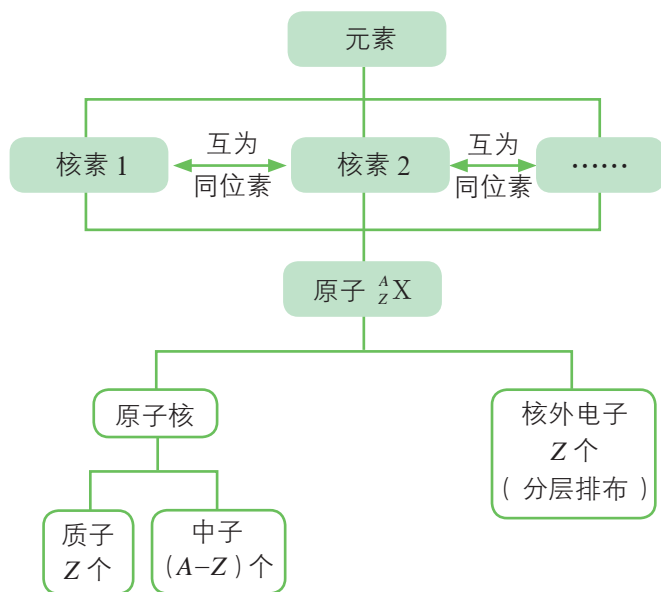 元素
核素 1
互为
同位素
核素 2
互为
同位素
……
原子 ᴬ_ZX
原子核
核外电子
Z 个
（分层排布）
质子
Z 个
中子
(A−Z) 个